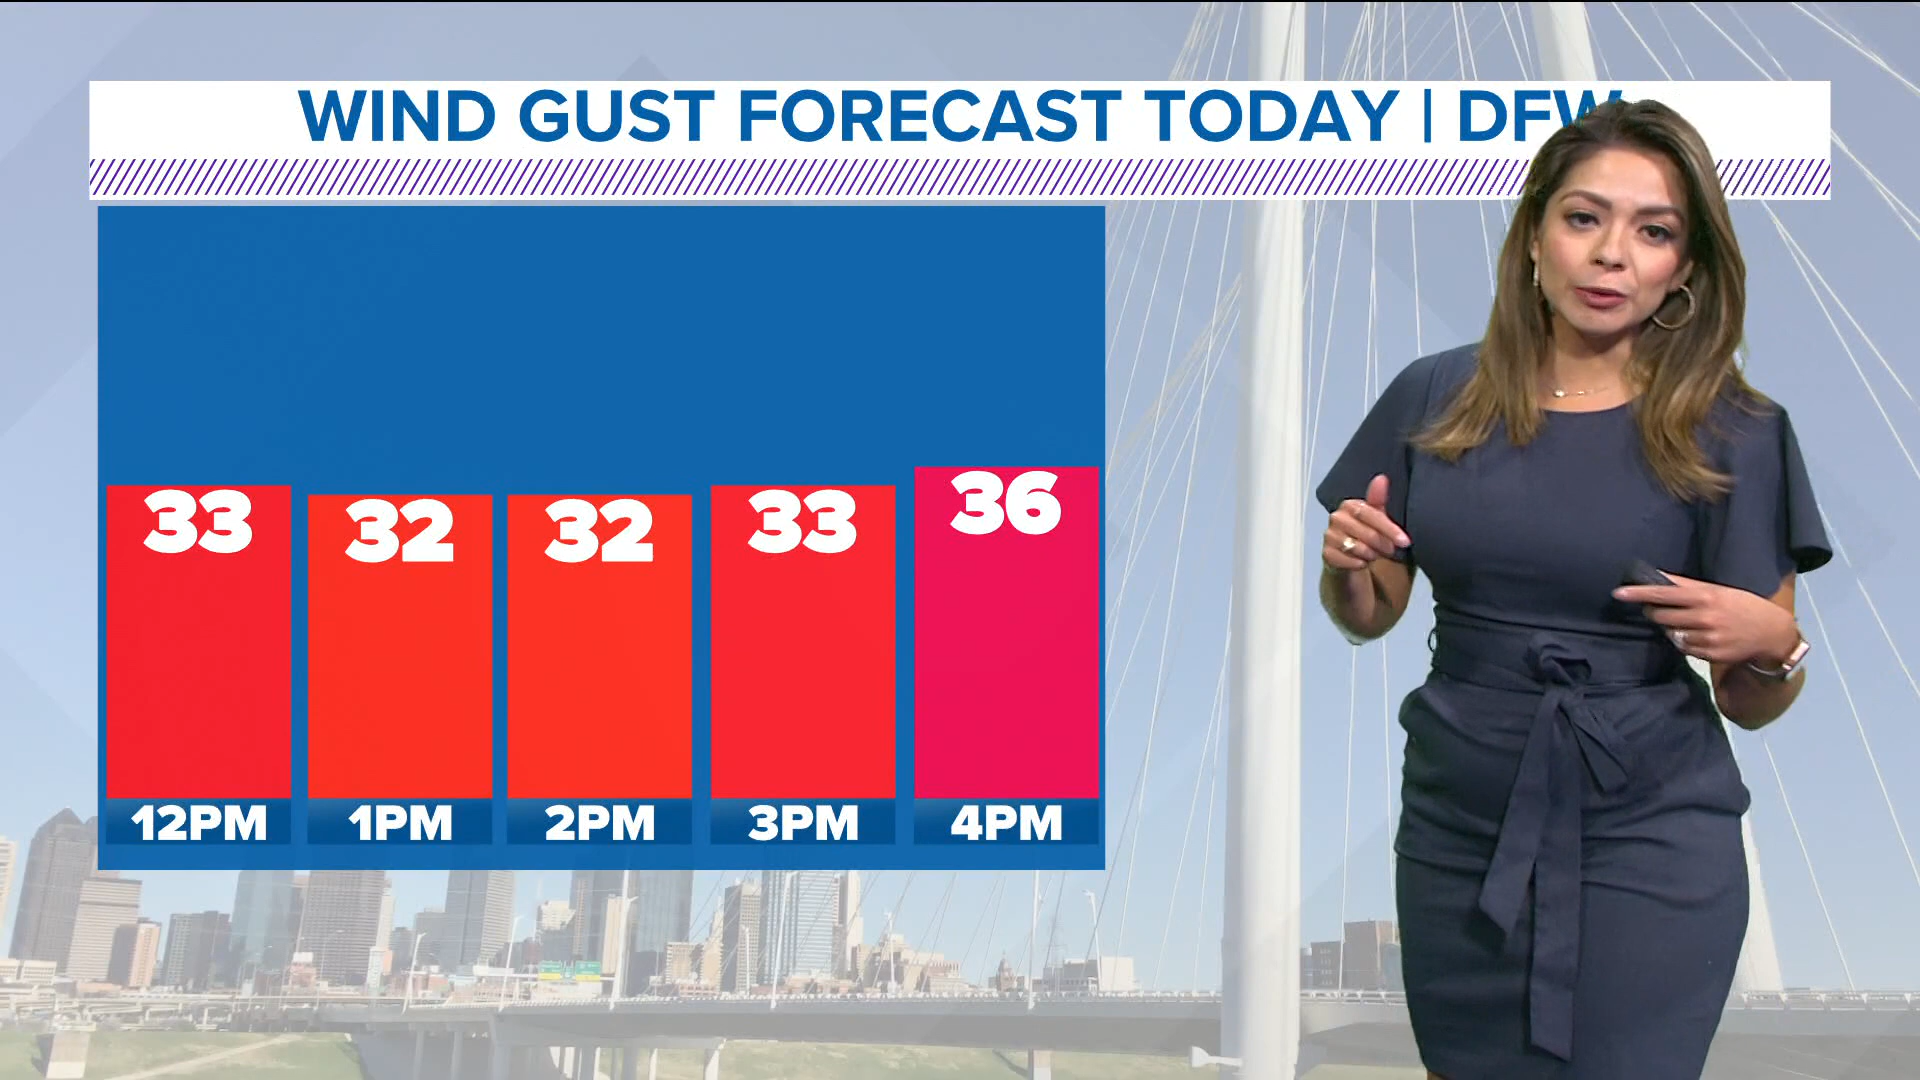 WIND GUST FORECAST TODAY | DFW
33 32 32 33 36
12PM 1PM 2PM 3PM 4PM